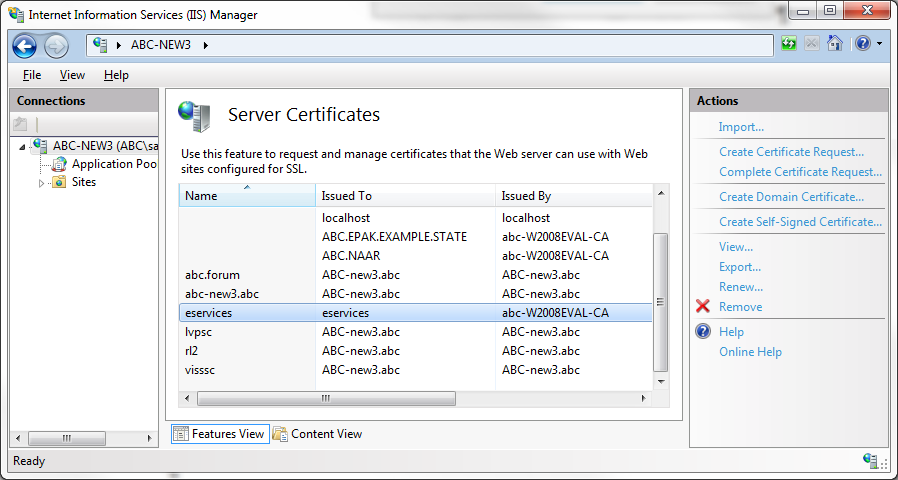 Internet Information Services (IIS) Manager
ABC-NEW3
File View Help
Connections
ABC-NEW3 (ABC\sa
Application Poo
Sites
Server Certificates
Use this feature to request and manage certificates that the Web server can use with Web
sites configured for SSL.
Name Issued To Issued By
localhost localhost
ABC.EPAK.EXAMPLE.STATE abc-W2008EVAL-CA
ABC.NAAR abc-W2008EVAL-CA
abc.forum ABC-new3.abc ABC-new3.abc
abc-new3.abc ABC-new3.abc ABC-new3.abc
eservices eservices abc-W2008EVAL-CA
lvpsc ABC-new3.abc ABC-new3.abc
rl2 ABC-new3.abc ABC-new3.abc
visssc ABC-new3.abc ABC-new3.abc
Features View Content View
Actions
Import...
Create Certificate Request...
Complete Certificate Request...
Create Domain Certificate...
Create Self-Signed Certificate...
View...
Export...
Renew...
Remove
Help
Online Help
Ready